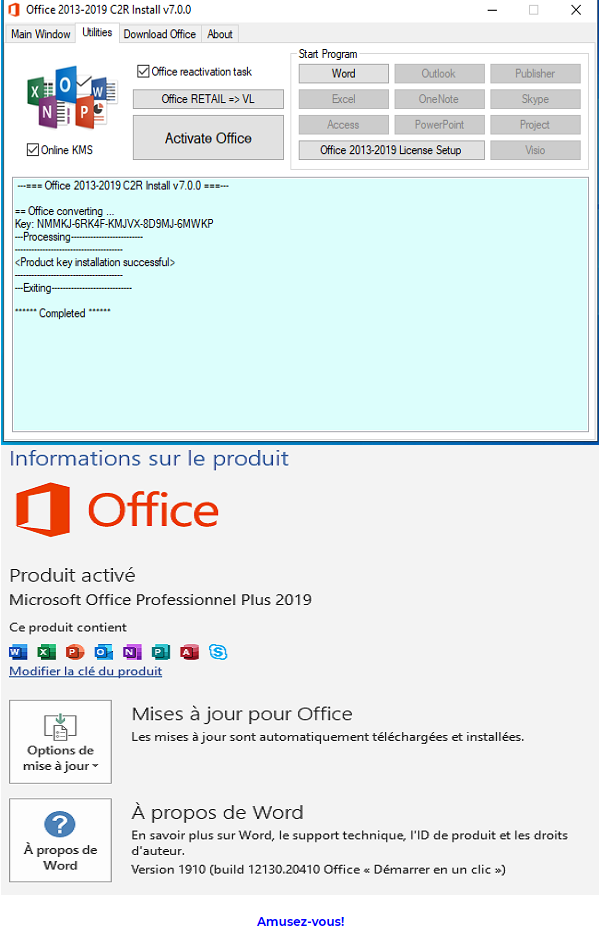 Office 2013-2019 C2R Install v7.0.0
Main Window Utilities Download Office About
Office reactivation task
Office RETAIL => VL
Activate Office
Online KMS
Start Program
Word Outlook Publisher
Excel OneNote Skype
Access PowerPoint Project
Office 2013-2019 License Setup Visio
---=== Office 2013-2019 C2R Install v7.0.0 ===---
== Office converting ...
Key: NMMKJ-6RK4F-KMJVX-8D9MJ-6MWKP
---Processing--------------------------
---------------------------------------
<Product key installation successful>
---------------------------------------
---Exiting-----------------------------
****** Completed ******
Informations sur le produit
Office
Produit activé
Microsoft Office Professionnel Plus 2019
Ce produit contient
Modifier la clé du produit
Options de
mise à jour
Mises à jour pour Office
Les mises à jour sont automatiquement téléchargées et installées.
À propos de
Word
À propos de Word
En savoir plus sur Word, le support technique, l'ID de produit et les droits
d'auteur.
Version 1910 (build 12130.20410 Office « Démarrer en un clic »)
Amusez-vous!